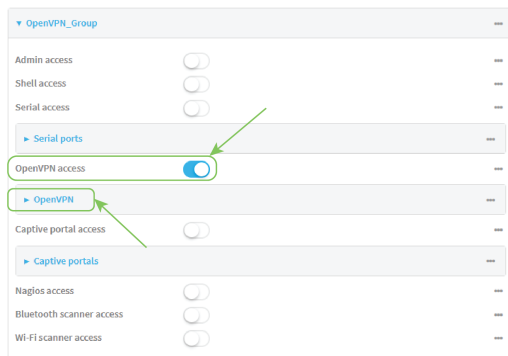 OpenVPN_Group
Admin access
Shell access
Serial access
Serial ports
OpenVPN access
OpenVPN
Captive portal access
Captive portals
Nagios access
Bluetooth scanner access
Wi-Fi scanner access